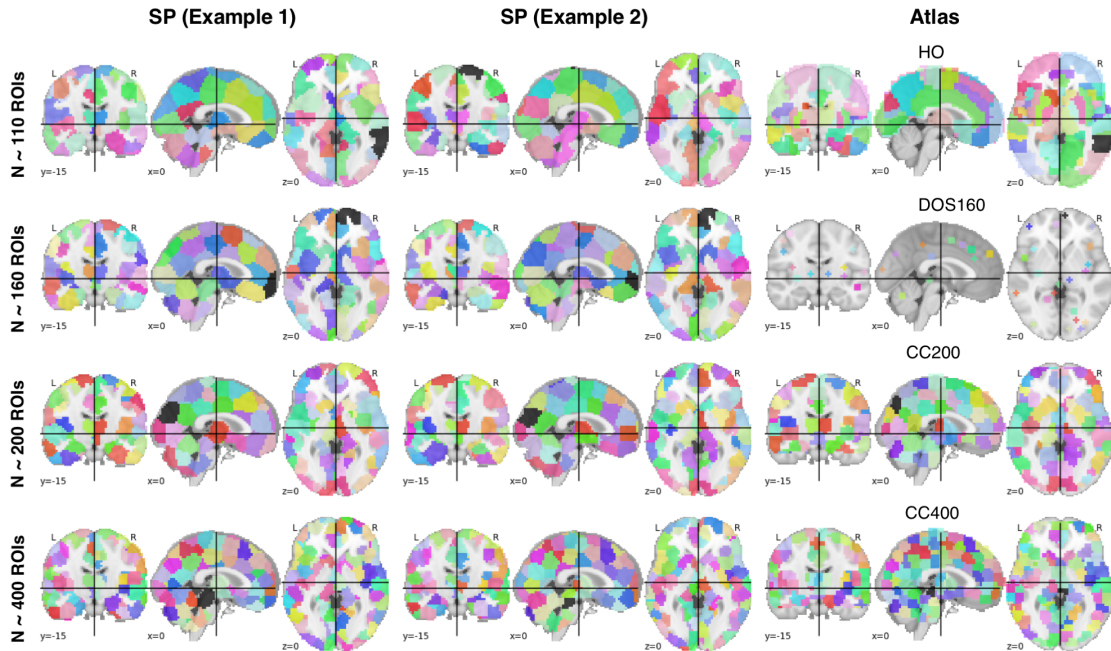 SP (Example 1) SP (Example 2) Atlas
HO
N ~ 110 ROIs
L R L R L R
y=-15 x=0 z=0 y=-15 x=0 z=0 y=-15 x=0 z=0
DOS160
N ~ 160 ROIs
L R L R L R
y=-15 x=0 z=0 y=-15 x=0 z=0 y=-15 x=0 z=0
CC200
N ~ 200 ROIs
L R L R L R
y=-15 x=0 z=0 y=-15 x=0 z=0 y=-15 x=0 z=0
CC400
N ~ 400 ROIs
L R L R L R
y=-15 x=0 z=0 y=-15 x=0 z=0 y=-15 x=0 z=0